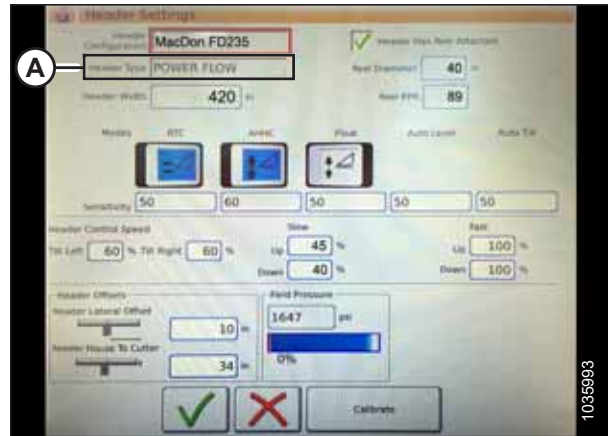 Header Settings
Header Configuration MacDon FD235
Header Has Reel Attached
A
Header Type POWER FLOW
Reel Diameter 40 in
Header Width 420 in
Reel PPR 89
Modes RTC AHHC Float Auto Level Auto Tilt
Sensitivity 50 60 50 50 50
Header Control Speed Slow Fast
Tilt Left 60 % Tilt Right 60 % Up 45 % Up 100 %
Down 40 % Down 100 %
Header Offsets Field Pressure
Header Lateral Offset 1647 psi
10 in
Feeder House To Cutter
34 in 0%
Calibrate
1035993